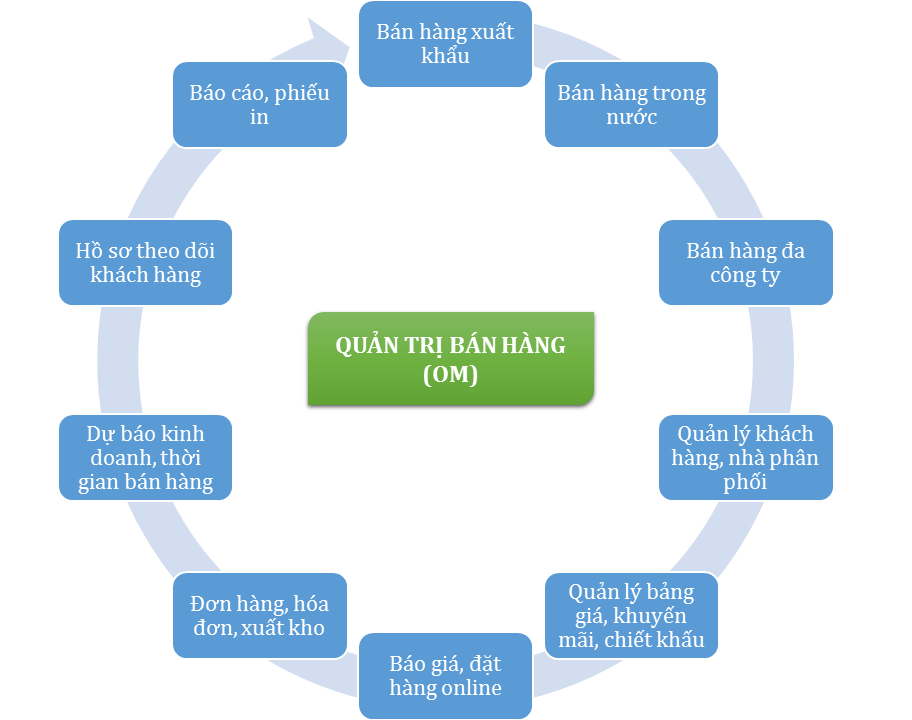 Bán hàng xuất
khẩu
Bán hàng trong
nước
Bán hàng đa
công ty
Quản lý khách
hàng, nhà phân
phối
Quản lý bảng
giá, khuyến
mãi, chiết khấu
Báo giá, đặt
hàng online
Đơn hàng, hóa
đơn, xuất kho
Dự báo kinh
doanh, thời
gian bán hàng
Hồ sơ theo dõi
khách hàng
Báo cáo, phiếu
in
QUẢN TRỊ BÁN HÀNG
(OM)